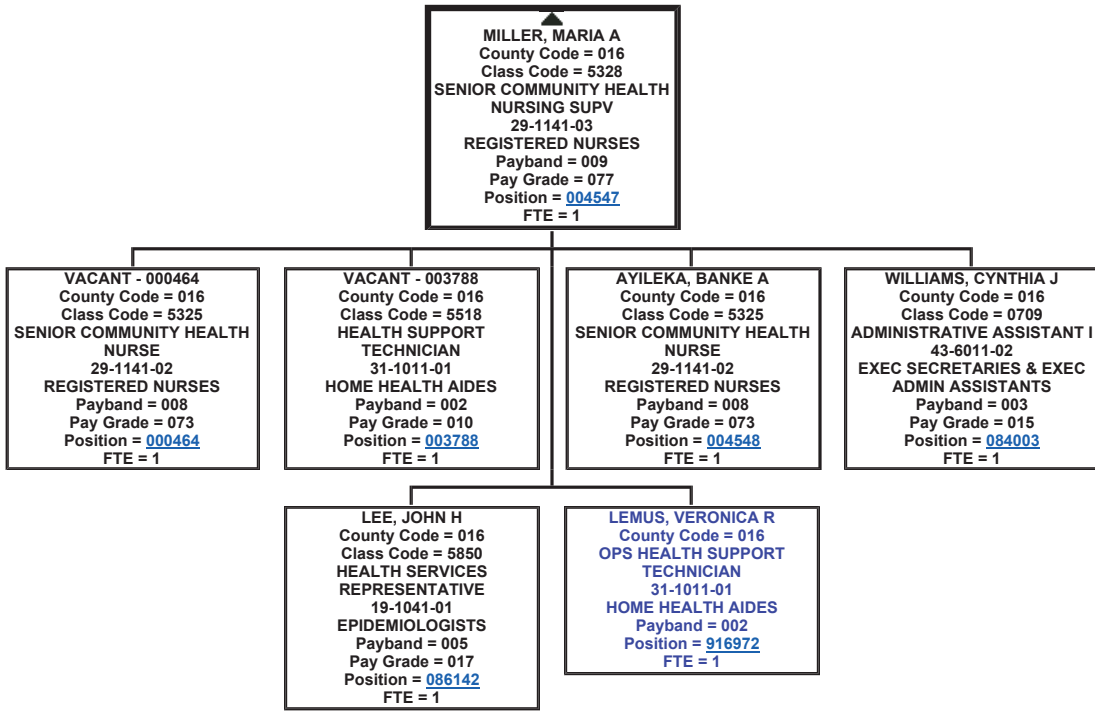 MILLER, MARIA A
County Code = 016
Class Code = 5328
SENIOR COMMUNITY HEALTH
NURSING SUPV
29-1141-03
REGISTERED NURSES
Payband = 009
Pay Grade = 077
Position = 004547
FTE = 1
VACANT - 000464
County Code = 016
Class Code = 5325
SENIOR COMMUNITY HEALTH
NURSE
29-1141-02
REGISTERED NURSES
Payband = 008
Pay Grade = 073
Position = 000464
FTE = 1
VACANT - 003788
County Code = 016
Class Code = 5518
HEALTH SUPPORT
TECHNICIAN
31-1011-01
HOME HEALTH AIDES
Payband = 002
Pay Grade = 010
Position = 003788
FTE = 1
AYILEKA, BANKE A
County Code = 016
Class Code = 5325
SENIOR COMMUNITY HEALTH
NURSE
29-1141-02
REGISTERED NURSES
Payband = 008
Pay Grade = 073
Position = 004548
FTE = 1
WILLIAMS, CYNTHIA J
County Code = 016
Class Code = 0709
ADMINISTRATIVE ASSISTANT I
43-6011-02
EXEC SECRETARIES & EXEC
ADMIN ASSISTANTS
Payband = 003
Pay Grade = 015
Position = 084003
FTE = 1
LEE, JOHN H
County Code = 016
Class Code = 5850
HEALTH SERVICES
REPRESENTATIVE
19-1041-01
EPIDEMIOLOGISTS
Payband = 005
Pay Grade = 017
Position = 086142
FTE = 1
LEMUS, VERONICA R
County Code = 016
OPS HEALTH SUPPORT
TECHNICIAN
31-1011-01
HOME HEALTH AIDES
Payband = 002
Position = 916972
FTE = 1